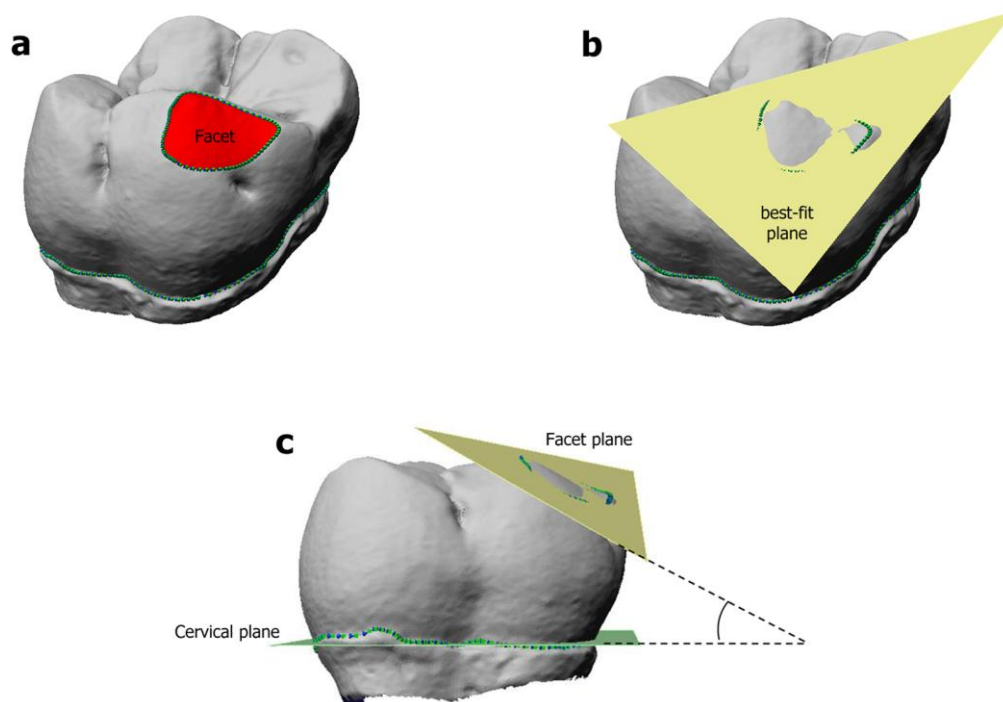 a
b
Facet
best-fit
plane
c
Facet plane
Cervical plane